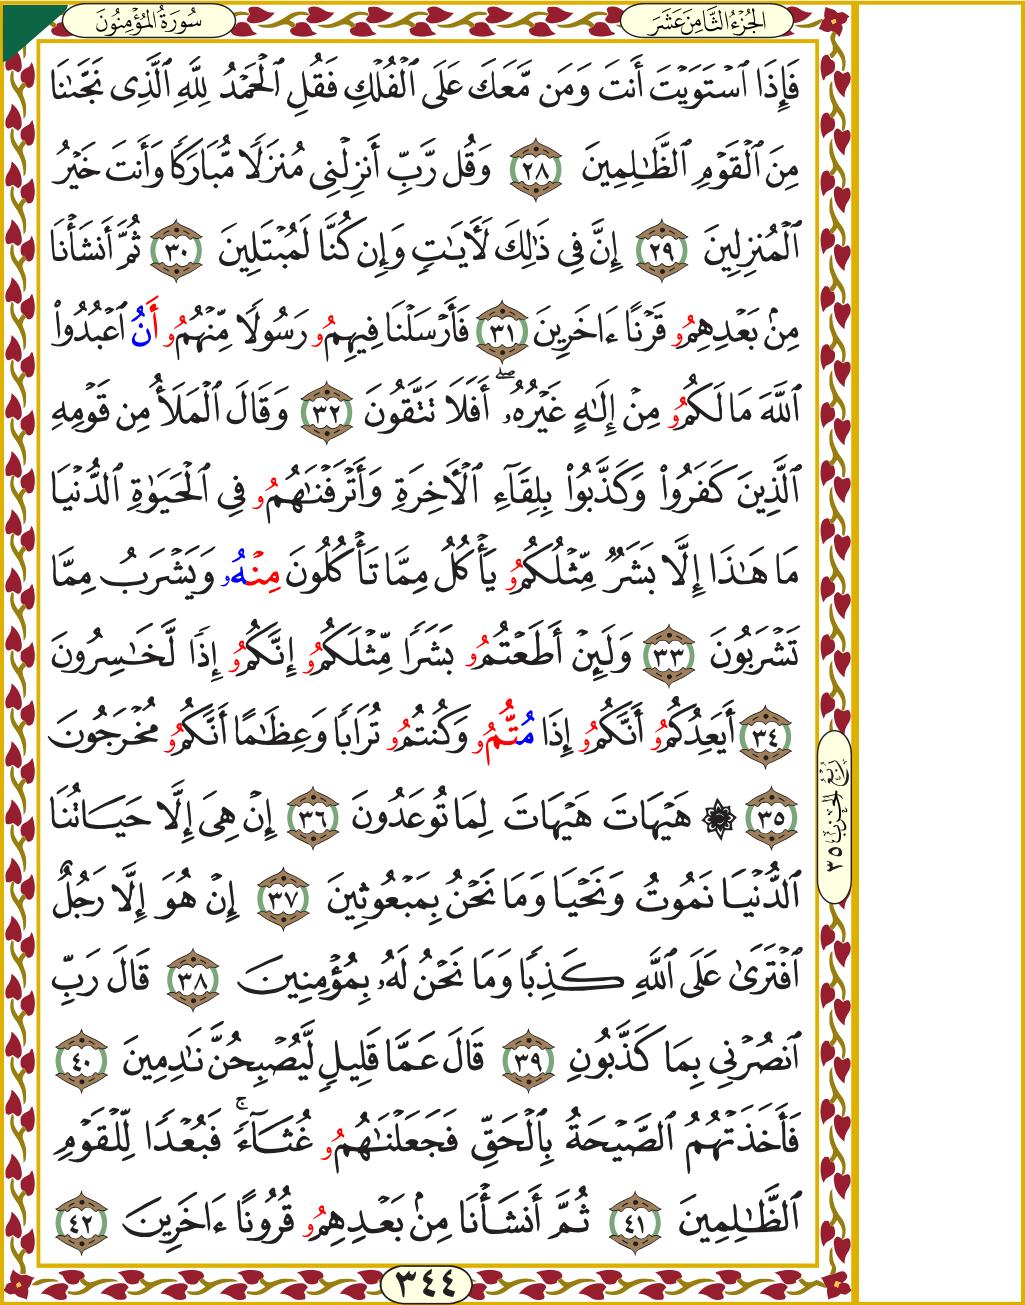 سُورَةُ الْمُؤْمِنُونَ
الجُزْءُ الثَّامِنَ عَشَرَ
فَإِذَا ٱسْتَوَيْتَ أَنتَ وَمَن مَّعَكَ عَلَى ٱلْفُلْكِ فَقُلِ ٱلْحَمْدُ لِلَّهِ ٱلَّذِى نَجَّىٰنَا
مِنَ ٱلْقَوْمِ ٱلظَّٰلِمِينَ ٢٨ وَقُل رَّبِّ أَنزِلْنِى مُنزَلًا مُّبَارَكًا وَأَنتَ خَيْرُ
ٱلْمُنزِلِينَ ٢٩ إِنَّ فِى ذَٰلِكَ لَأَيَٰتٍ وَإِن كُنَّا لَمُبْتَلِينَ ٣٠ ثُمَّ أَنشَأْنَا
مِنۢ بَعْدِهِمُۥ قَرْنًا ءَاخَرِينَ ٣١ فَأَرْسَلْنَا فِيهِمُۥ رَسُولًا مِّنْهُمُۥ أَنُ ٱعْبُدُوا۟
ٱللَّهَ مَا لَكُمُۥ مِنْ إِلَٰهٍ غَيْرُهُۥٓۖ أَفَلَا تَتَّقُونَ ٣٢ وَقَالَ ٱلْمَلَأُ مِن قَوْمِهِ
ٱلَّذِينَ كَفَرُوا۟ وَكَذَّبُوا۟ بِلِقَآءِ ٱلْأَخِرَةِ وَأَتْرَفْنَٰهُمُۥ فِى ٱلْحَيَوٰةِ ٱلدُّنْيَا
مَا هَٰذَا إِلَّا بَشَرٌ مِّثْلُكُمُۥ يَأْكُلُ مِمَّا تَأْكُلُونَ مِنْهُۥ وَيَشْرَبُ مِمَّا
تَشْرَبُونَ ٣٣ وَلَئِنْ أَطَعْتُمُۥ بَشَرًا مِّثْلَكُمُۥ إِنَّكُمُۥ إِذًا لَّخَٰسِرُونَ
٣٤ أَيَعِدُكُمُۥ أَنَّكُمُۥ إِذَا مُتُّمُۥ وَكُنتُمُۥ تُرَابًا وَعِظَٰمًا أَنَّكُمُۥ مُخْرَجُونَ
٣٥ ۞ هَيْهَاتَ هَيْهَاتَ لِمَا تُوعَدُونَ ٣٦ إِنْ هِىَ إِلَّا حَيَاتُنَا
ٱلدُّنْيَا نَمُوتُ وَنَحْيَا وَمَا نَحْنُ بِمَبْعُوثِينَ ٣٧ إِنْ هُوَ إِلَّا رَجُلٌ
ٱفْتَرَىٰ عَلَى ٱللَّهِ كَذِبًا وَمَا نَحْنُ لَهُۥ بِمُؤْمِنِينَ ٣٨ قَالَ رَبِّ
ٱنصُرْنِى بِمَا كَذَّبُونِ ٣٩ قَالَ عَمَّا قَلِيلٍ لَّيُصْبِحُنَّ نَٰدِمِينَ ٤٠
فَأَخَذَتْهُمُ ٱلصَّيْحَةُ بِٱلْحَقِّ فَجَعَلْنَٰهُمُۥ غُثَآءًۚ فَبُعْدًا لِّلْقَوْمِ
ٱلظَّٰلِمِينَ ٤١ ثُمَّ أَنشَأْنَا مِنۢ بَعْدِهِمُۥ قُرُونًا ءَاخَرِينَ ٤٢
رُبْعُ الْحِزْبِ ٣٥
٣٤٤